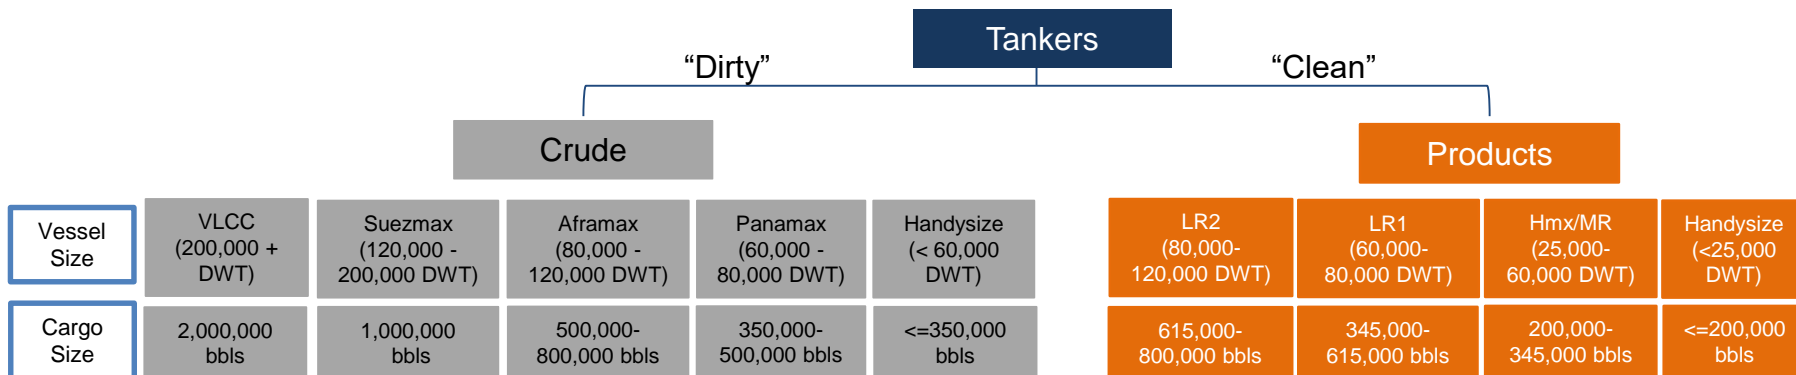 Tankers
“Dirty”
“Clean”
Crude
Products
Vessel
Size
VLCC
(200,000 +
DWT)
Suezmax
(120,000 -
200,000 DWT)
Aframax
(80,000 -
120,000 DWT)
Panamax
(60,000 -
80,000 DWT)
Handysize
(< 60,000
DWT)
LR2
(80,000-
120,000 DWT)
LR1
(60,000-
80,000 DWT)
Hmx/MR
(25,000-
60,000 DWT)
Handysize
(<25,000
DWT)
Cargo
Size
2,000,000
bbls
1,000,000
bbls
500,000-
800,000 bbls
350,000-
500,000 bbls
<=350,000
bbls
615,000-
800,000 bbls
345,000-
615,000 bbls
200,000-
345,000 bbls
<=200,000
bbls